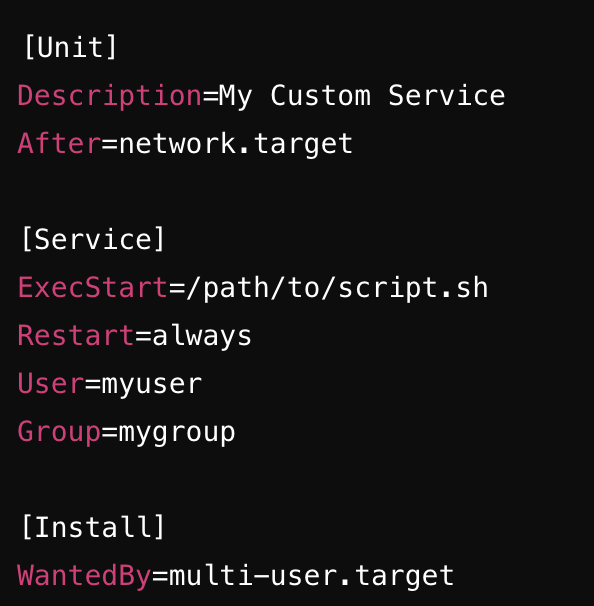 [Unit]
Description=My Custom Service
After=network.target
[Service]
ExecStart=/path/to/script.sh
Restart=always
User=myuser
Group=mygroup
[Install]
WantedBy=multi-user.target